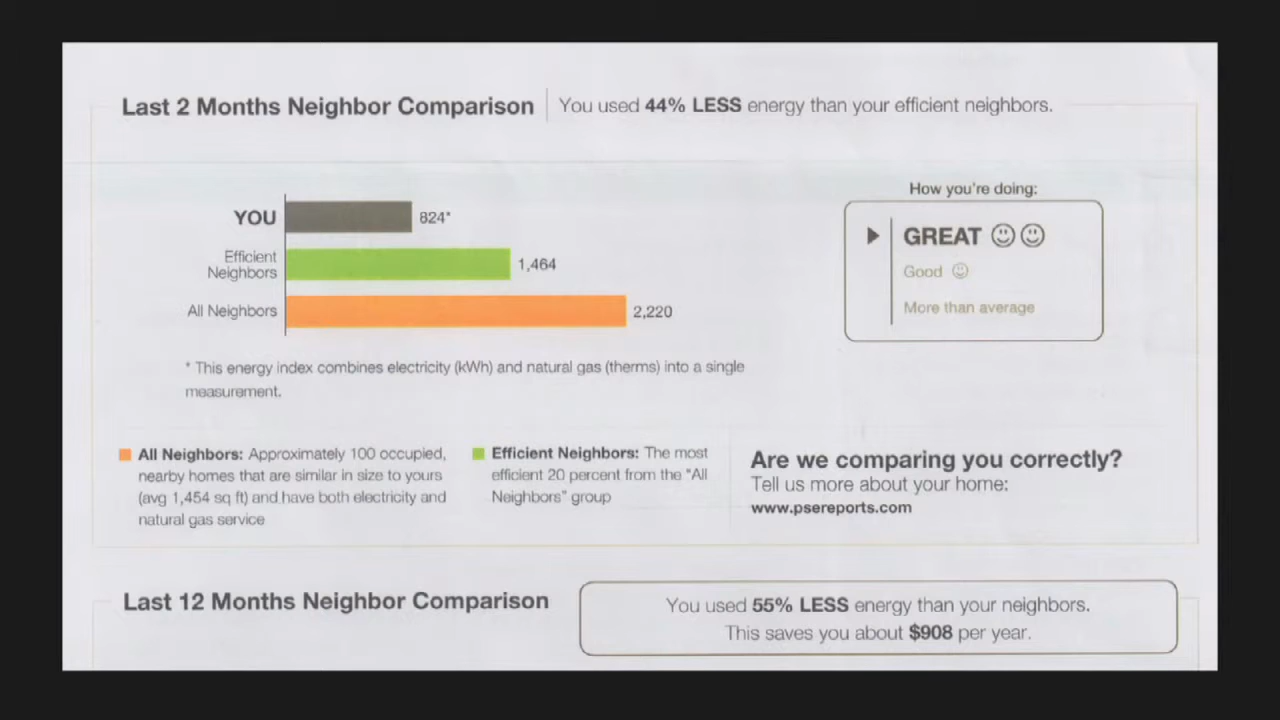 Last 2 Months Neighbor Comparison
You used 44% LESS energy than your efficient neighbors.
How you're doing:
YOU
824*
Efficient
Neighbors
1,464
All Neighbors
2,220
GREAT
Good
More than average
* This energy index combines electricity (kWh) and natural gas (therms) into a single
measurement.
All Neighbors: Approximately 100 occupied,
nearby homes that are similar in size to yours
(avg 1,454 sq ft) and have both electricity and
natural gas service
Efficient Neighbors: The most
efficient 20 percent from the "All
Neighbors" group
Are we comparing you correctly?
Tell us more about your home:
www.psereports.com
Last 12 Months Neighbor Comparison
You used 55% LESS energy than your neighbors.
This saves you about $908 per year.